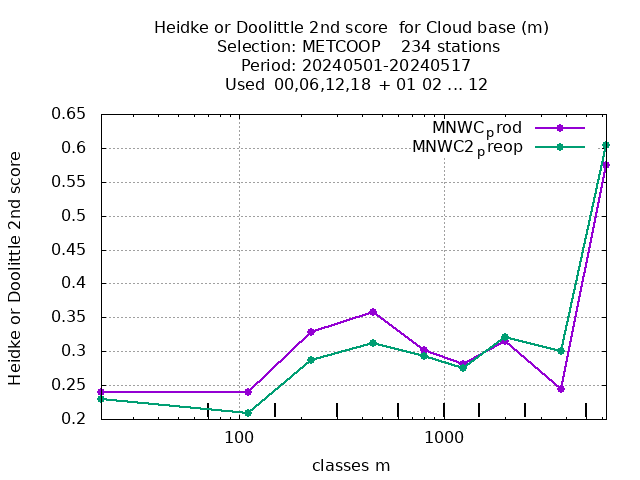 Heidke or Doolittle 2nd score  for Cloud base (m)
Selection: METCOOP    234 stations
Period: 20240501-20240517
Used  00,06,12,18 + 01 02 ... 12
MNWCprod
MNWC2preop
Heidke or Doolittle 2nd score
0.65
0.6
0.55
0.5
0.45
0.4
0.35
0.3
0.25
0.2
100 1000
classes m